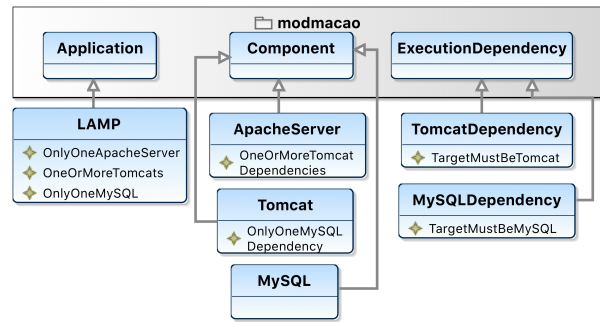 modmacao
Application
Component
ExecutionDependency
LAMP
OnlyOneApacheServer
OneOrMoreTomcats
OnlyOneMySQL
ApacheServer
OneOrMoreTomcat
Dependencies
TomcatDependency
TargetMustBeTomcat
Tomcat
OnlyOneMySQL
Dependency
MySQLDependency
TargetMustBeMySQL
MySQL